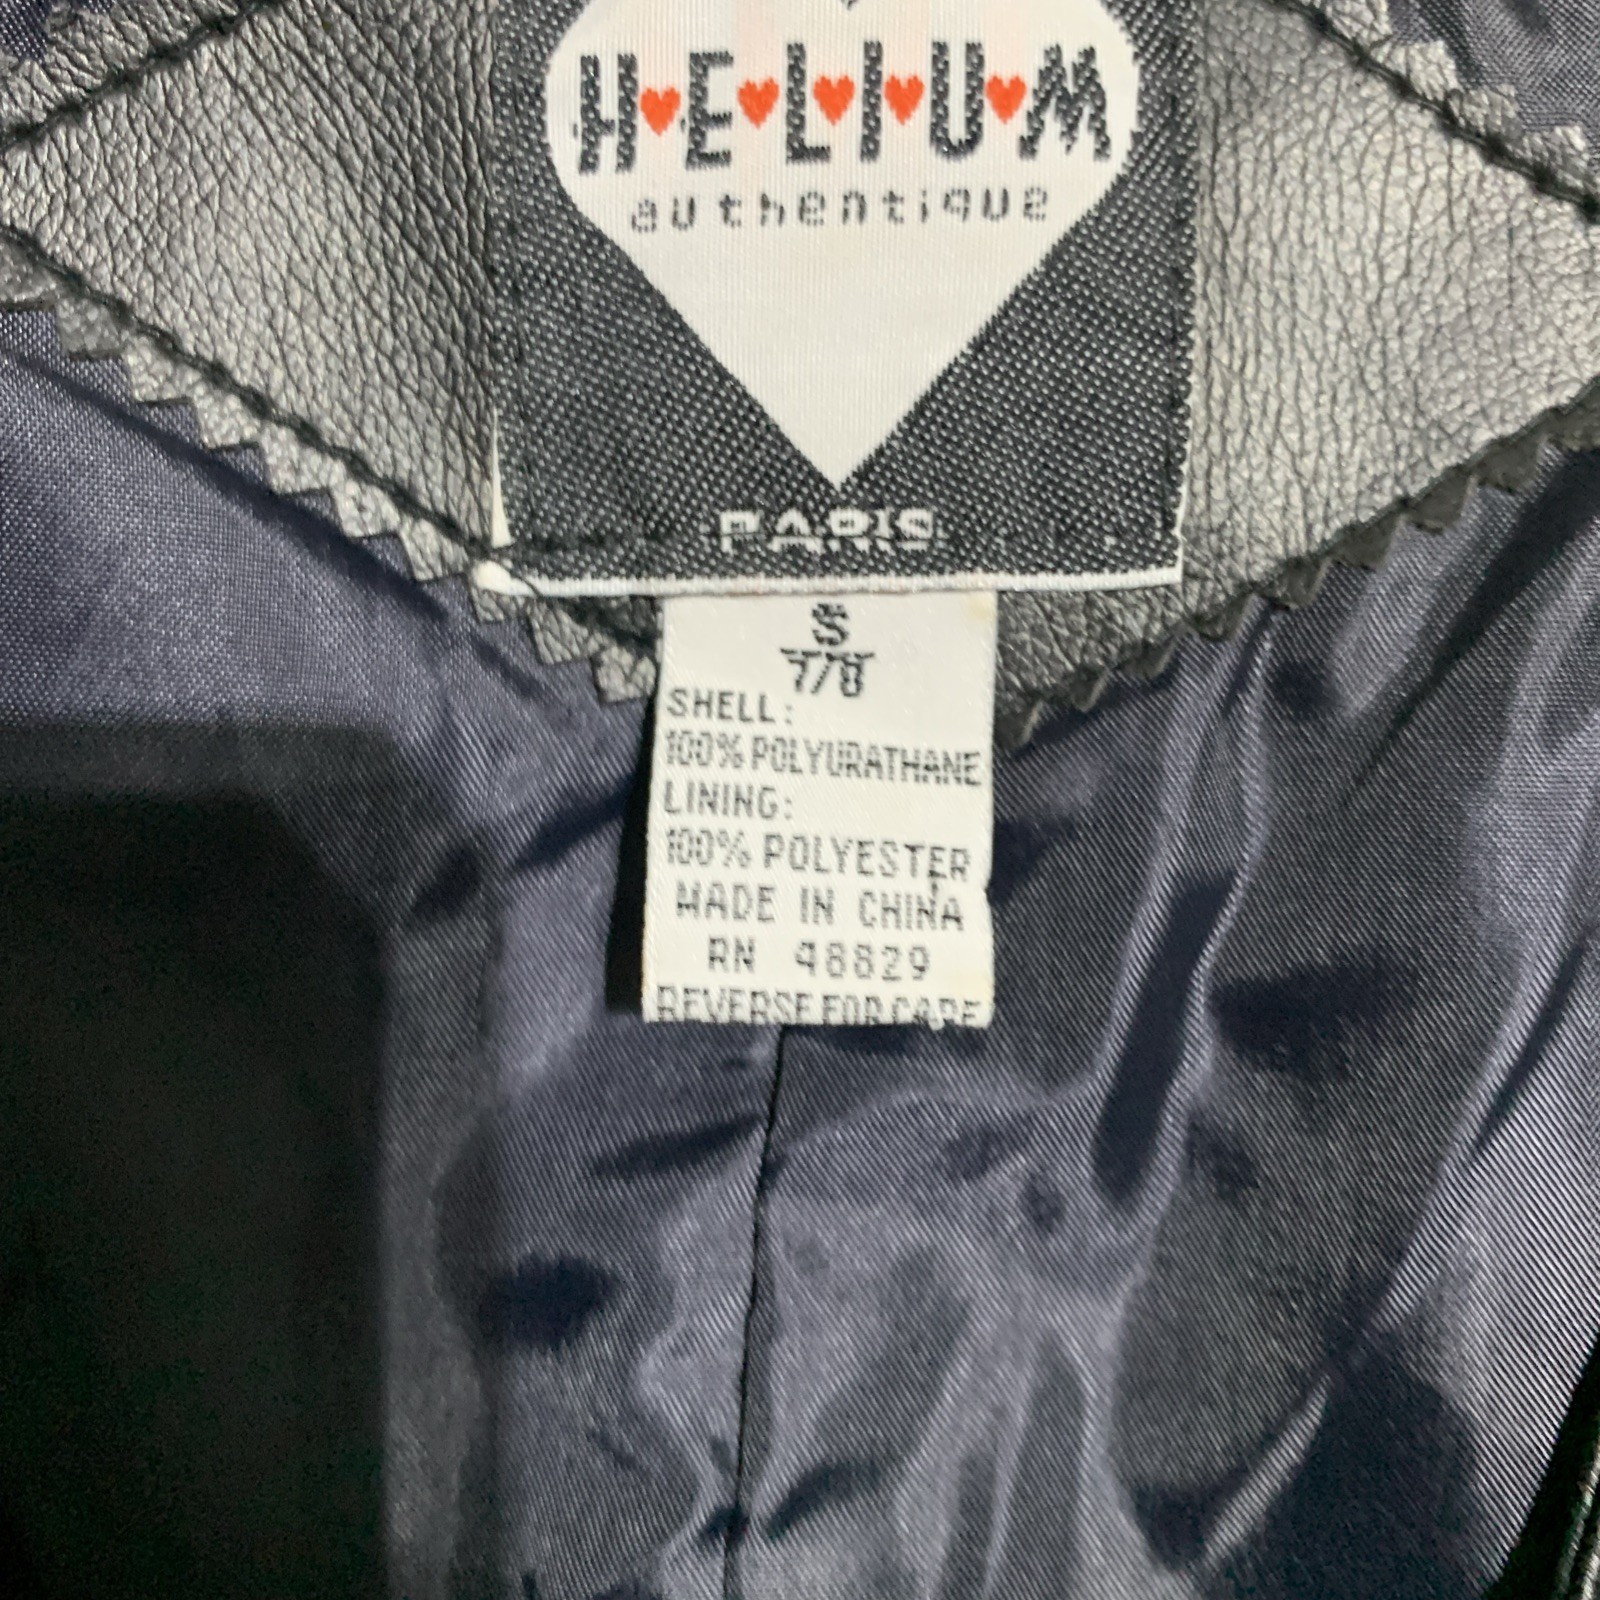 H♥E♥L♥I♥U♥M
authentique
PARIS
S
7/8
SHELL:
100% POLYURATHANE
LINING:
100% POLYESTER
MADE IN CHINA
RN 48829
REVERSE FOR CARE